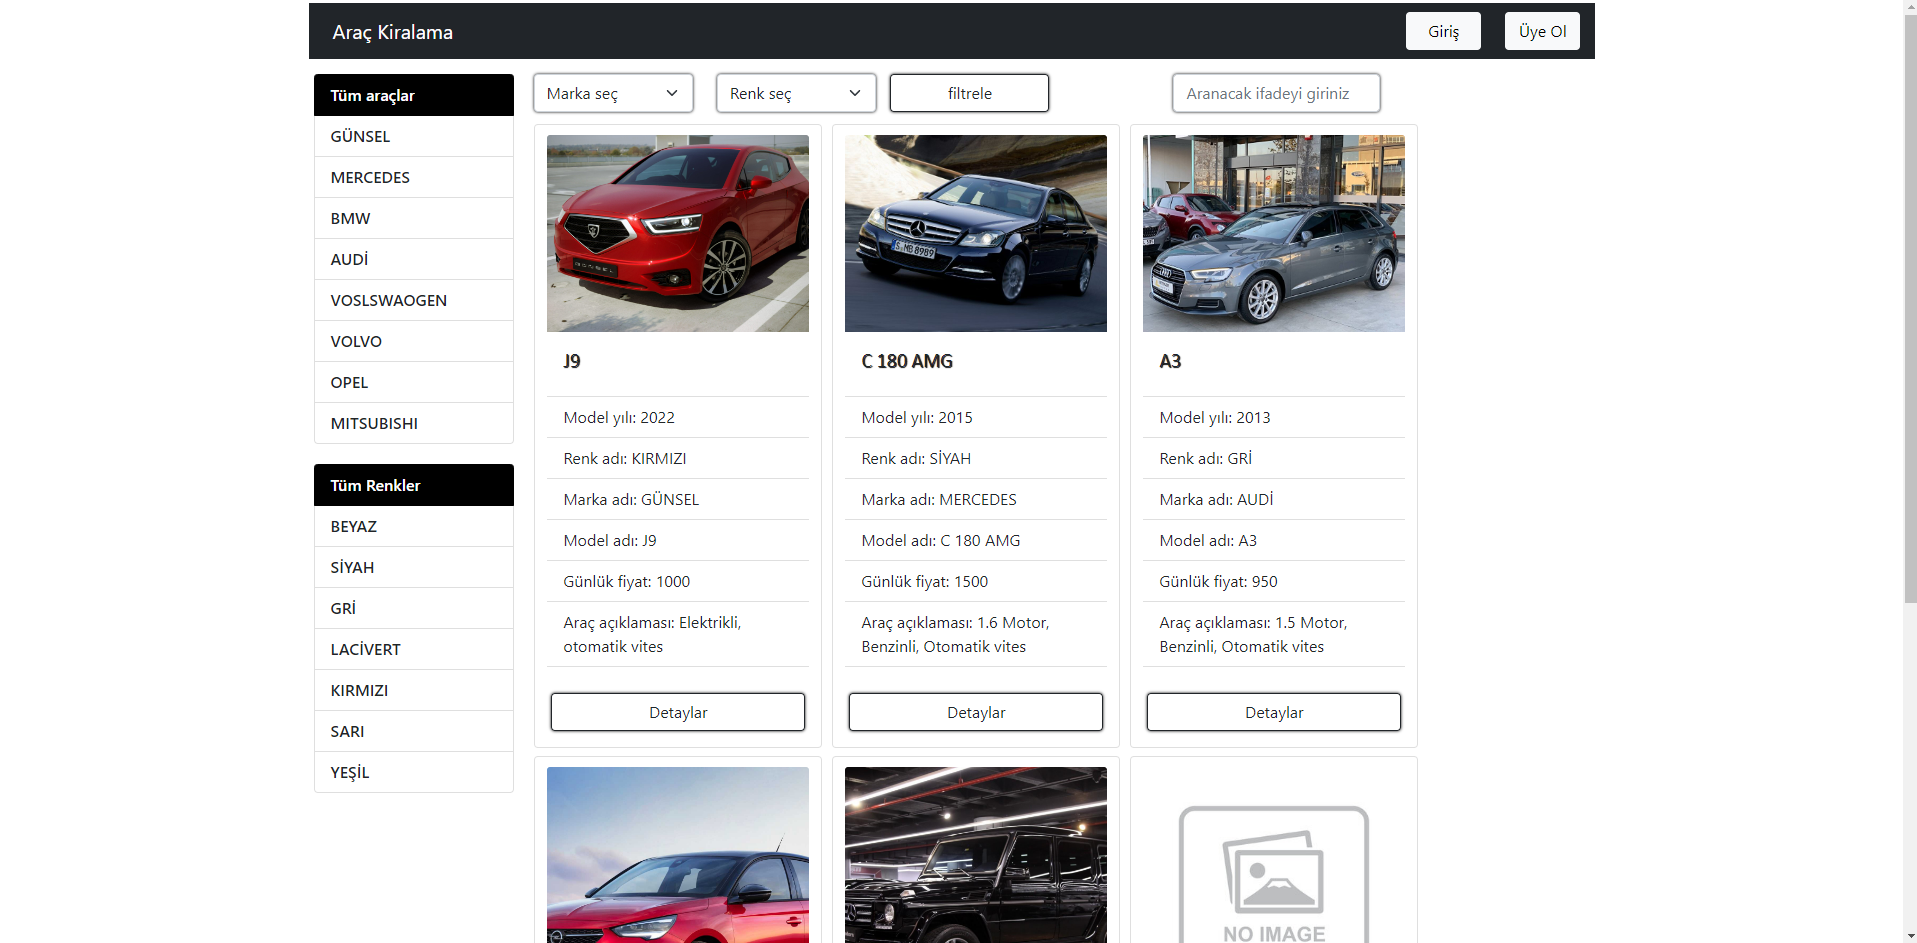 Araç Kiralama
Giriş
Üye Ol
Tüm araçlar
GÜNSEL
MERCEDES
BMW
AUDİ
VOSLSWAOGEN
VOLVO
OPEL
MITSUBISHI
Tüm Renkler
BEYAZ
SİYAH
GRİ
LACİVERT
KIRMIZI
SARI
YEŞİL
Marka seç
Renk seç
filtrele
Aranacak ifadeyi giriniz
GUNSEL
J9
Model yılı: 2022
Renk adı: KIRMIZI
Marka adı: GÜNSEL
Model adı: J9
Günlük fiyat: 1000
Araç açıklaması: Elektrikli,
otomatik vites
Detaylar
S MB 8989
C 180 AMG
Model yılı: 2015
Renk adı: SİYAH
Marka adı: MERCEDES
Model adı: C 180 AMG
Günlük fiyat: 1500
Araç açıklaması: 1.6 Motor,
Benzinli, Otomatik vites
Detaylar
A3
Model yılı: 2013
Renk adı: GRİ
Marka adı: AUDİ
Model adı: A3
Günlük fiyat: 950
Araç açıklaması: 1.5 Motor,
Benzinli, Otomatik vites
Detaylar
NO IMAGE